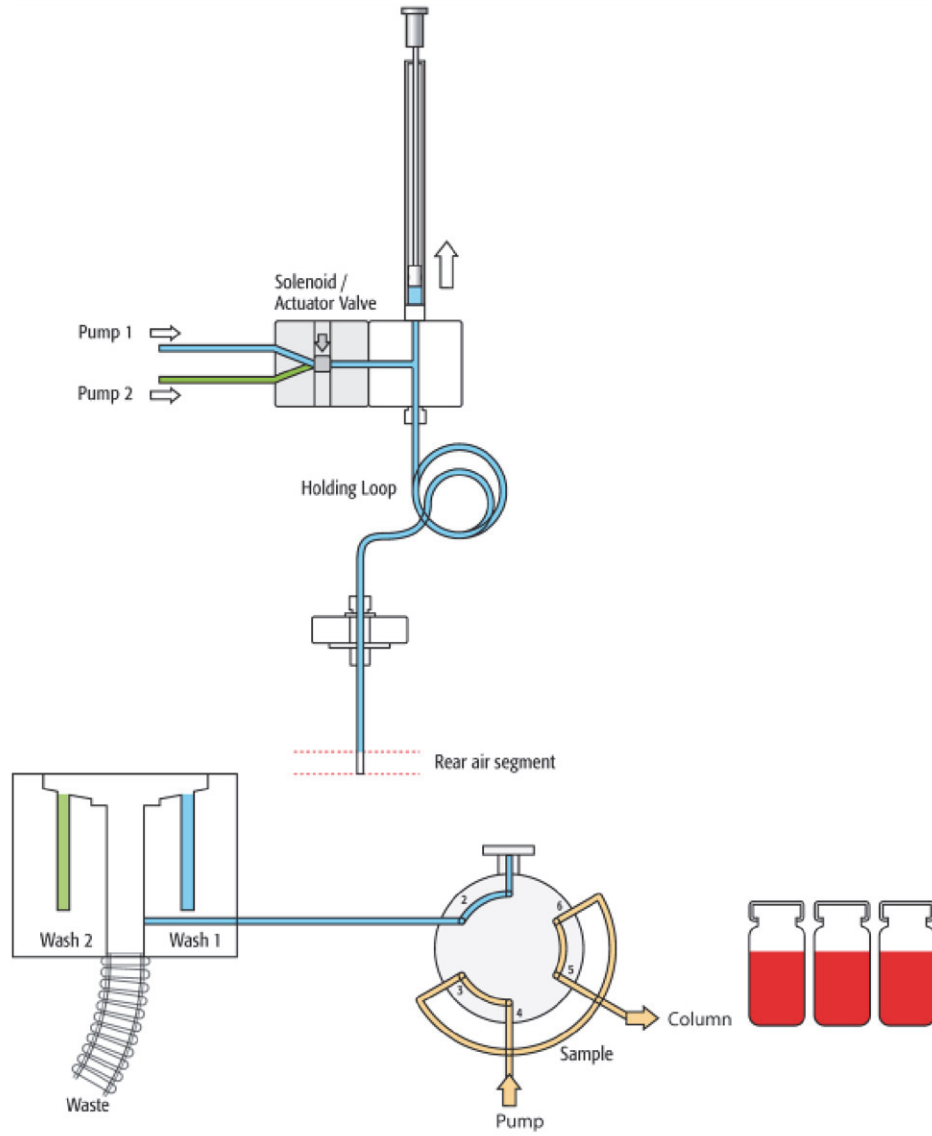 Solenoid /
Actuator Valve
Pump 1
Pump 2
Holding Loop
Rear air segment
Wash 2
Wash 1
Waste
2
6
3
5
4
Column
Sample
Pump